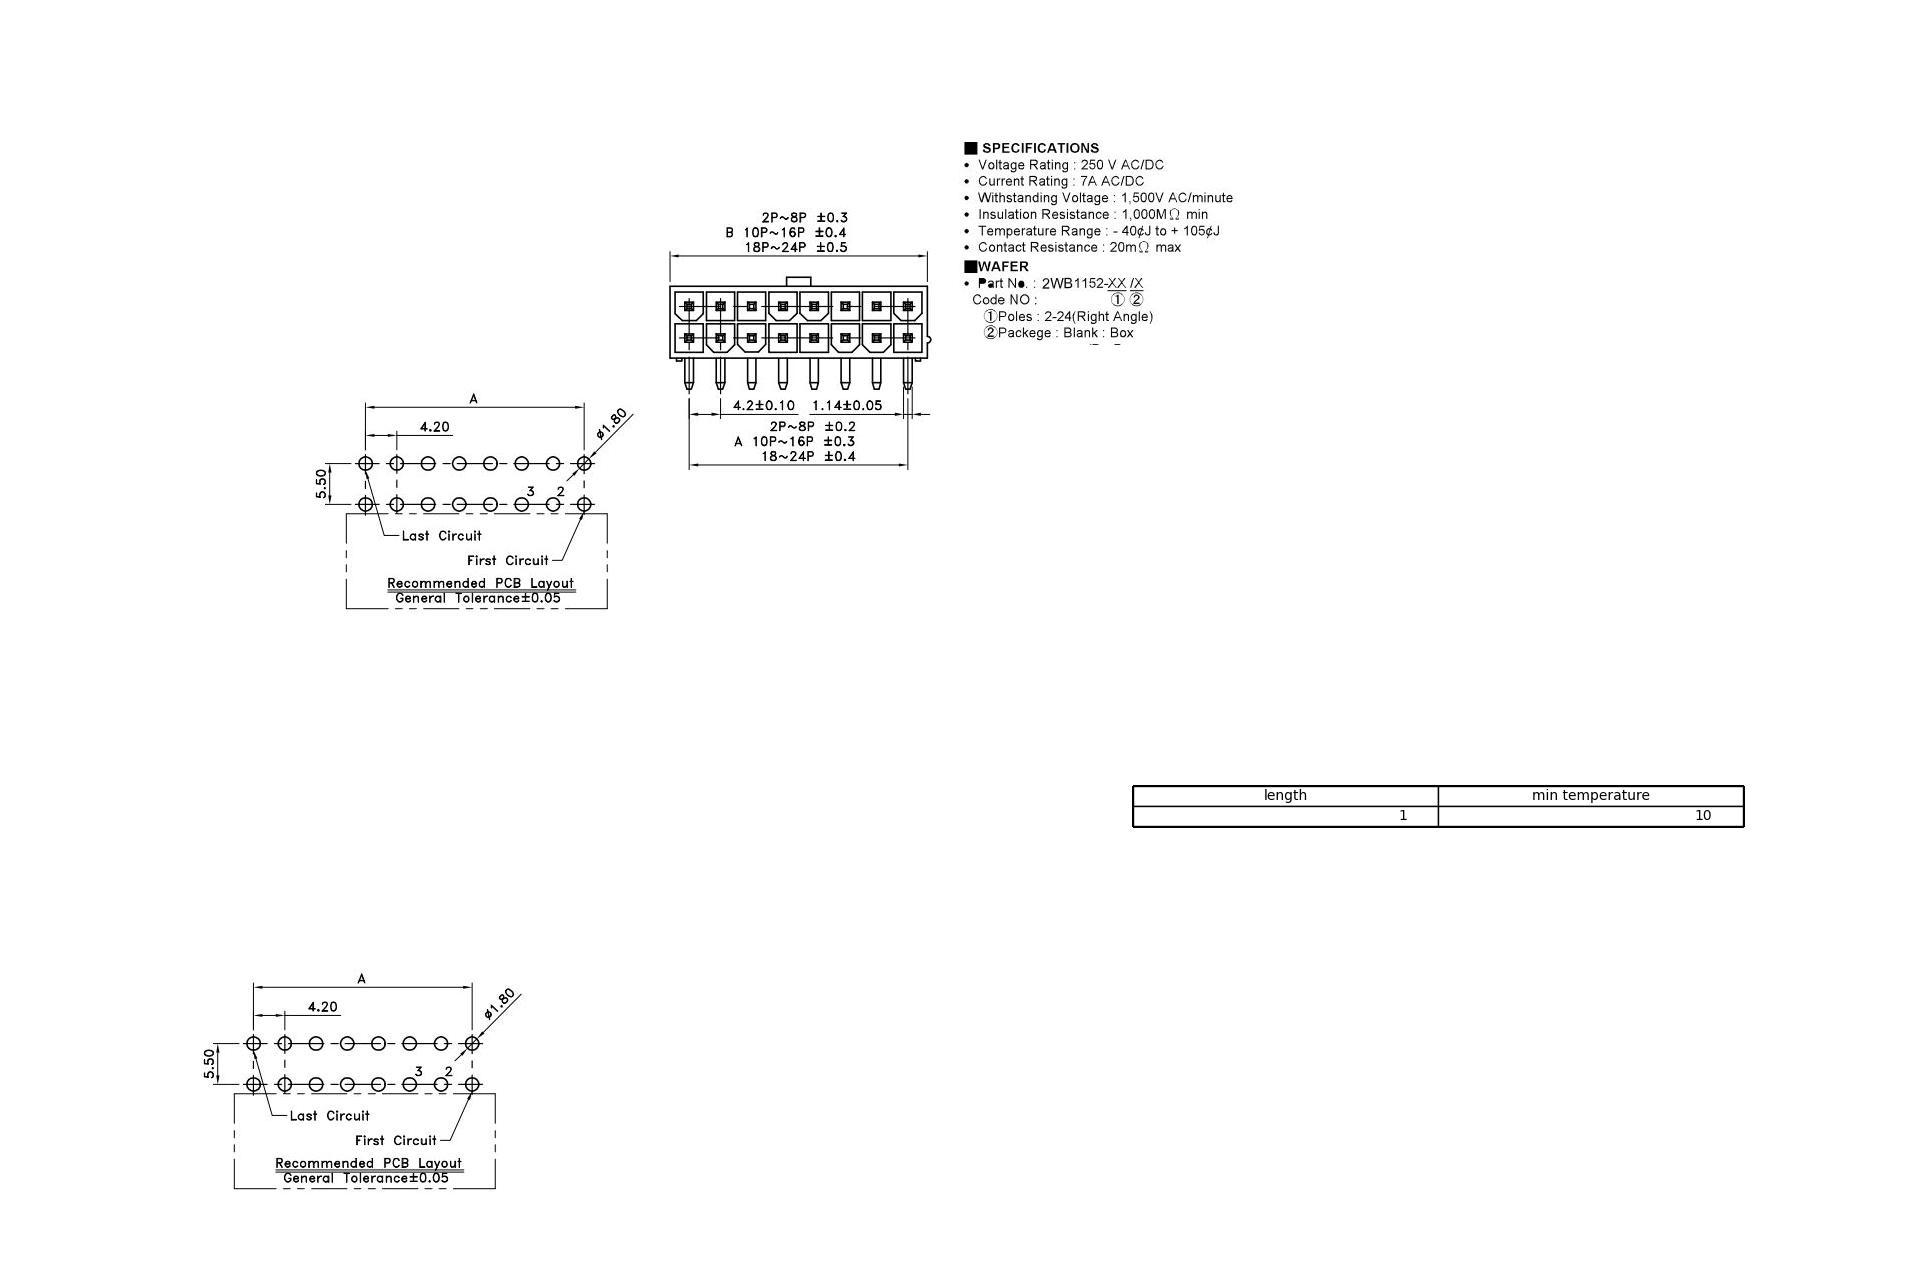 ■ SPECIFICATIONS
• Voltage Rating : 250 V AC/DC
• Current Rating : 7A AC/DC
• Withstanding Voltage : 1,500V AC/minute
• Insulation Resistance : 1,000MΩ min
• Temperature Range : - 40¢J to + 105¢J
• Contact Resistance : 20mΩ max
■WAFER
• Part No. : 2WB1152-XX /X
Code NO : ① ②
①Poles : 2-24(Right Angle)
②Packege : Blank : Box
2P~8P ±0.3
B 10P~16P ±0.4
18P~24P ±0.5
4.2±0.10 1.14±0.05
2P~8P ±0.2
A 10P~16P ±0.3
18~24P ±0.4
A
4.20
ø1.80
5.50
3 2
Last Circuit
First Circuit
Recommended PCB Layout
General Tolerance±0.05
length min temperature
1 10
A
4.20
ø1.80
5.50
3 2
Last Circuit
First Circuit
Recommended PCB Layout
General Tolerance±0.05